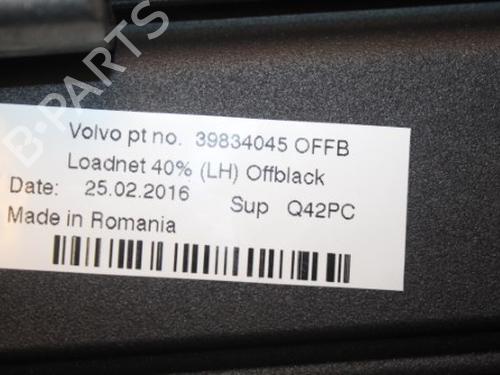 B-PARTS
Volvo pt no. 39834045 OFFB
Loadnet 40% (LH) Offblack
Date: 25.02.2016 Sup Q42PC
Made in Romania